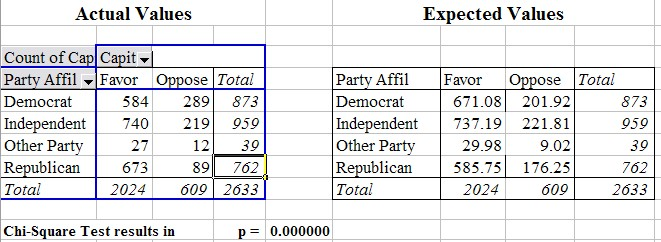 Actual Values Expected Values
Count of Cap Capit
Party Affil Favor Oppose Total Party Affil Favor Oppose Total
Democrat 584 289 873 Democrat 671.08 201.92 873
Independent 740 219 959 Independent 737.19 221.81 959
Other Party 27 12 39 Other Party 29.98 9.02 39
Republican 673 89 762 Republican 585.75 176.25 762
Total 2024 609 2633 Total 2024 609 2633
Chi-Square Test results in p = 0.000000